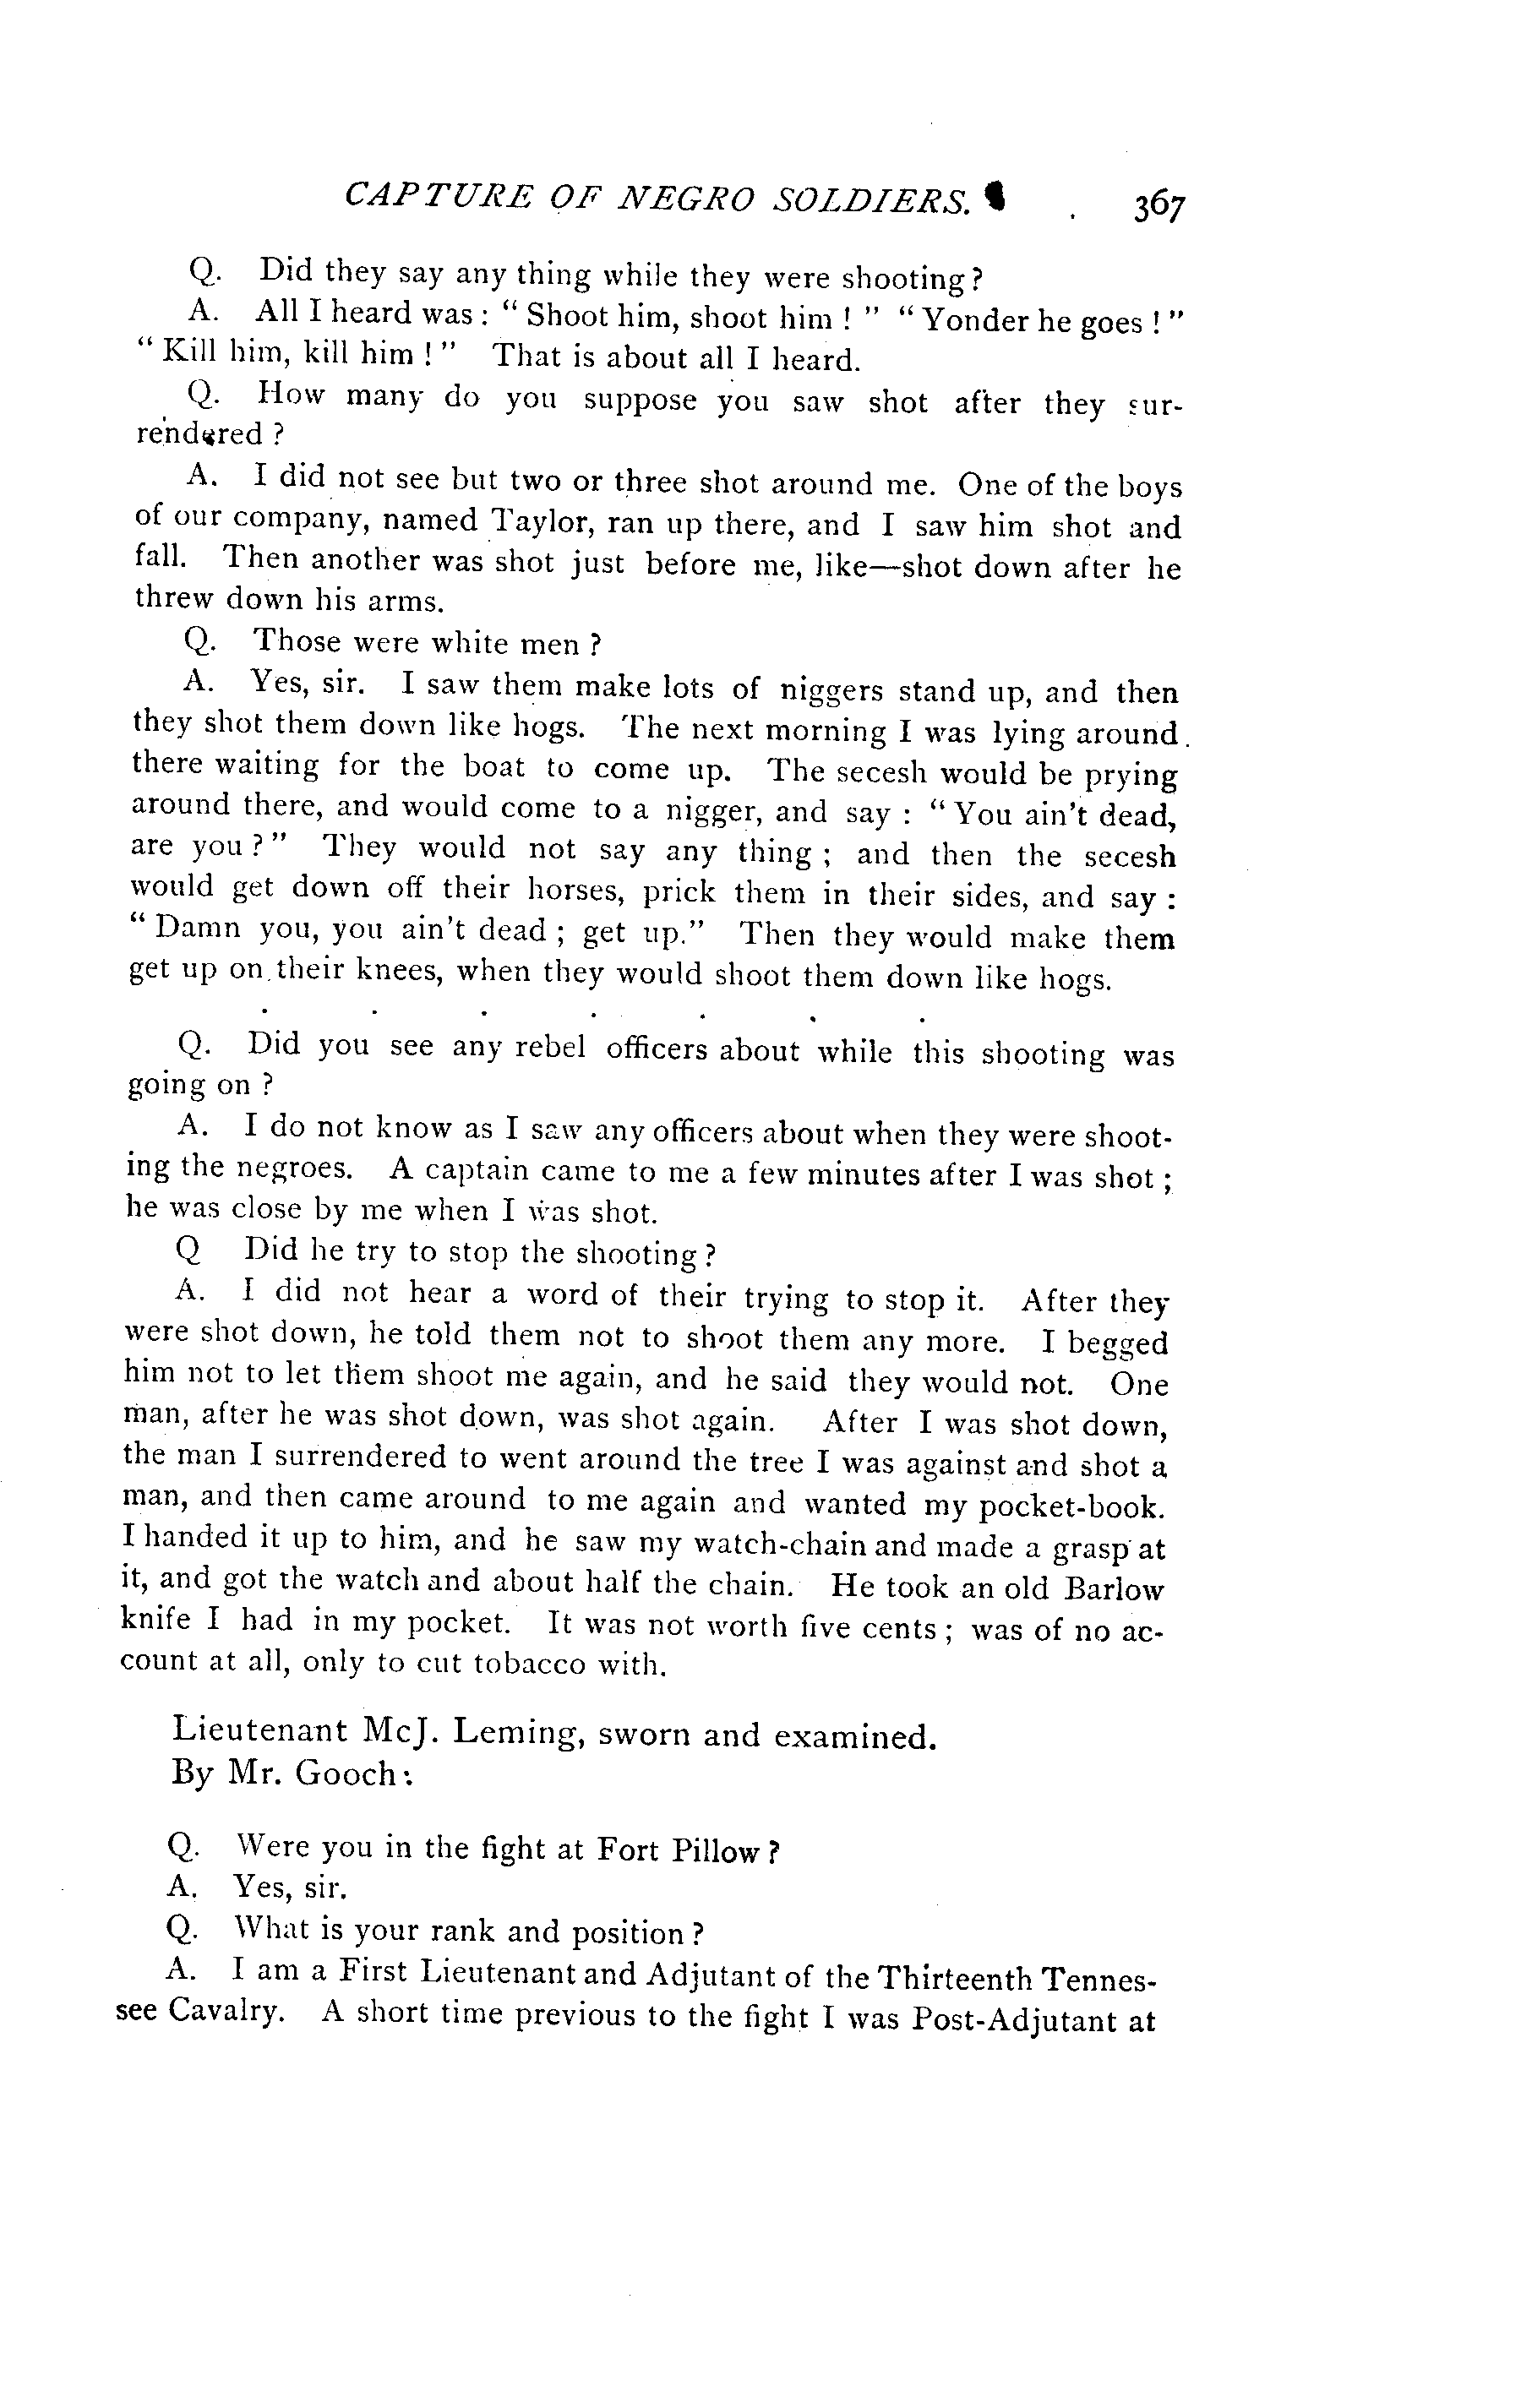 CAPTURE OF NEGRO SOLDIERS. 367
Q. Did they say any thing while they were shooting?
A. All I heard was: "Shoot him, shoot him!" "Yonder he goes!"
"Kill him, kill him!" That is about all I heard.
Q. How many do you suppose you saw shot after they sur-
rendered?
A. I did not see but two or three shot around me. One of the boys
of our company, named Taylor, ran up there, and I saw him shot and
fall. Then another was shot just before me, like—shot down after he
threw down his arms.
Q. Those were white men?
A. Yes, sir. I saw them make lots of niggers stand up, and then
they shot them down like hogs. The next morning I was lying around
there waiting for the boat to come up. The secesh would be prying
around there, and would come to a nigger, and say: "You ain't dead,
are you?" They would not say any thing; and then the secesh
would get down off their horses, prick them in their sides, and say:
"Damn you, you ain't dead; get up." Then they would make them
get up on their knees, when they would shoot them down like hogs.
. . . . . . .
Q. Did you see any rebel officers about while this shooting was
going on?
A. I do not know as I saw any officers about when they were shoot-
ing the negroes. A captain came to me a few minutes after I was shot;
he was close by me when I was shot.
Q Did he try to stop the shooting?
A. I did not hear a word of their trying to stop it. After they
were shot down, he told them not to shoot them any more. I begged
him not to let them shoot me again, and he said they would not. One
man, after he was shot down, was shot again. After I was shot down,
the man I surrendered to went around the tree I was against and shot a
man, and then came around to me again and wanted my pocket-book.
I handed it up to him, and he saw my watch-chain and made a grasp at
it, and got the watch and about half the chain. He took an old Barlow
knife I had in my pocket. It was not worth five cents; was of no ac-
count at all, only to cut tobacco with.
Lieutenant McJ. Leming, sworn and examined.
By Mr. Gooch:
Q. Were you in the fight at Fort Pillow?
A. Yes, sir.
Q. What is your rank and position?
A. I am a First Lieutenant and Adjutant of the Thirteenth Tennes-
see Cavalry. A short time previous to the fight I was Post-Adjutant at